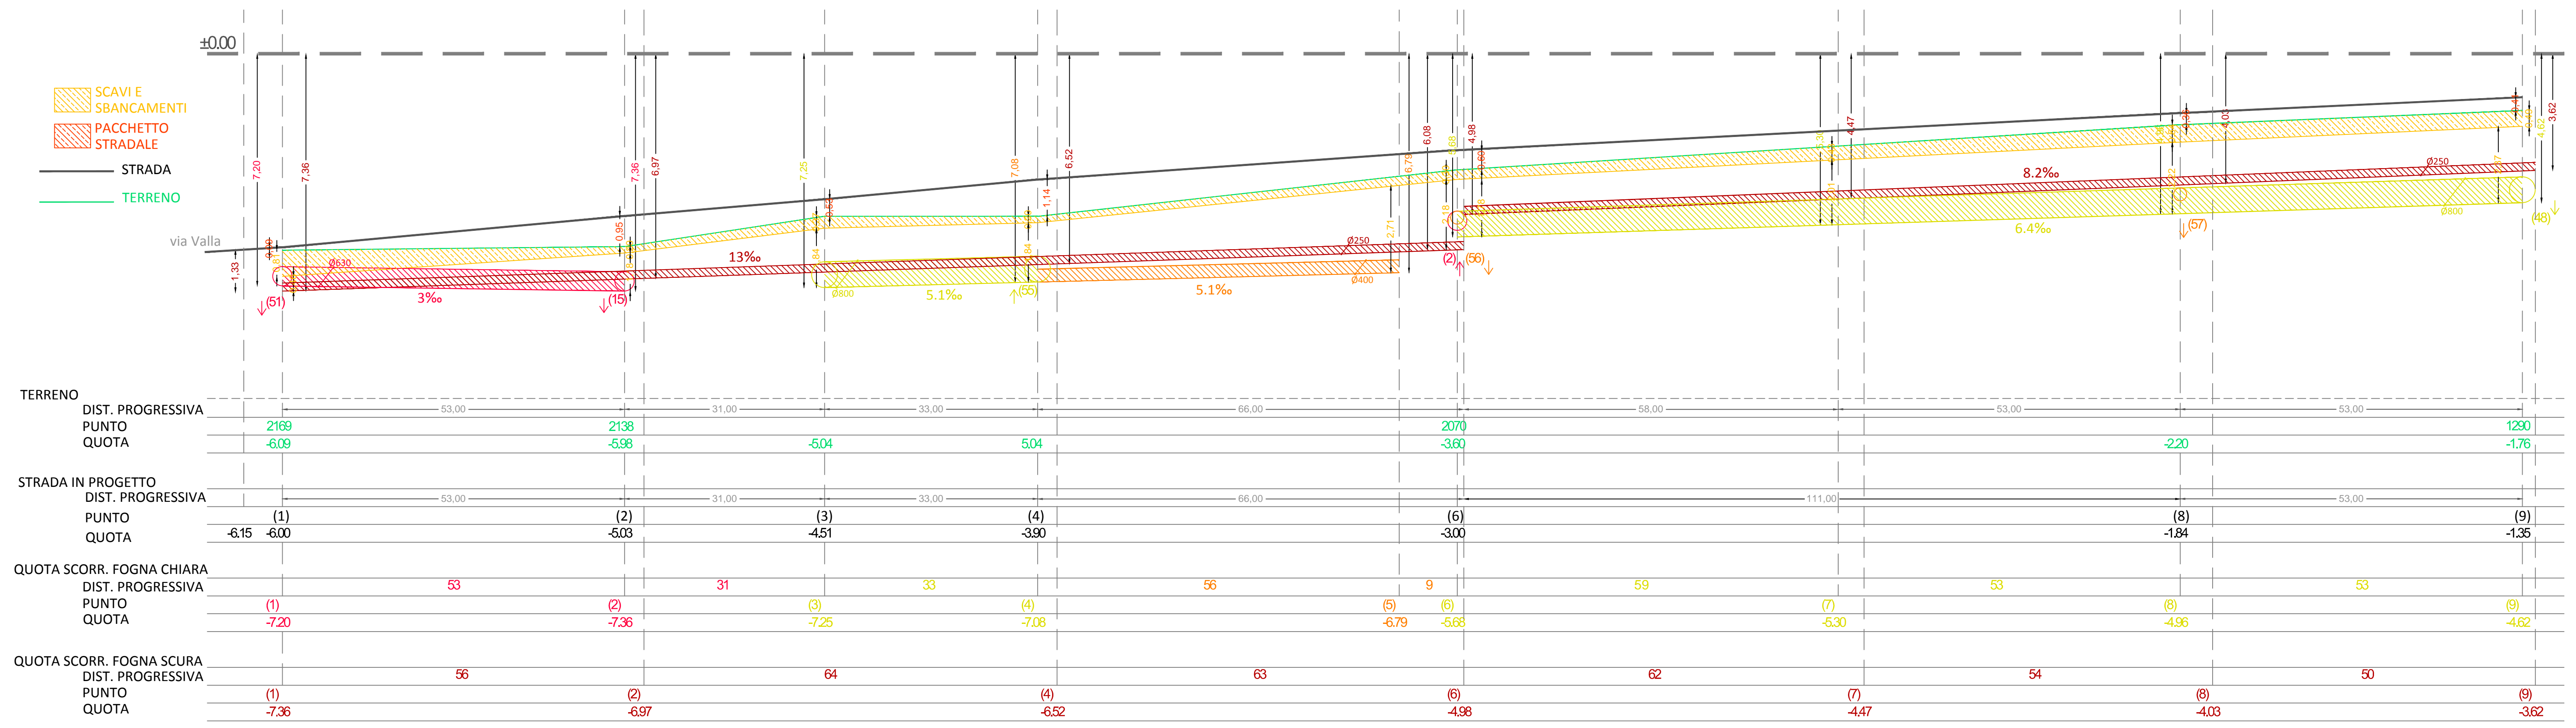 ±0.00
SCAVI E
SBANCAMENTI
PACCHETTO
STRADALE
STRADA
TERRENO
via Valla
1,33
7,20
7,36
Ø630
3‰
(51)
(15)
0,95
7,36
6,97
13‰
7,25
Ø800
5.1‰
(55)
7,08
1,14
6,52
5.1‰
Ø250
Ø400
2,71
6,79
6,08
4,98
(2)
(56)
4,47
8.2‰
6.4‰
(57)
4,03
Ø250
Ø800
4,62
3,62
(48)
TERRENO
DIST. PROGRESSIVA 53,00 31,00 33,00 66,00 58,00 53,00 53,00
PUNTO 2169 2138 2070 1290
QUOTA -6.09 -5.98 -5.04 5.04 -3.60 -2.20 -1.76
STRADA IN PROGETTO
DIST. PROGRESSIVA 53,00 31,00 33,00 66,00 111,00 53,00
PUNTO (1) (2) (3) (4) (6) (8) (9)
QUOTA -6.15 -6.00 -5.03 -4.51 -3.90 -3.00 -1.84 -1.35
QUOTA SCORR. FOGNA CHIARA
DIST. PROGRESSIVA 53 31 33 56 9 59 53 53
PUNTO (1) (2) (3) (4) (5) (6) (7) (8) (9)
QUOTA -7.20 -7.36 -7.25 -7.08 -6.79 -5.68 -5.30 -4.96 -4.62
QUOTA SCORR. FOGNA SCURA
DIST. PROGRESSIVA 56 64 63 62 54 50
PUNTO (1) (2) (4) (6) (7) (8) (9)
QUOTA -7.36 -6.97 -6.52 -4.98 -4.47 -4.03 -3.62